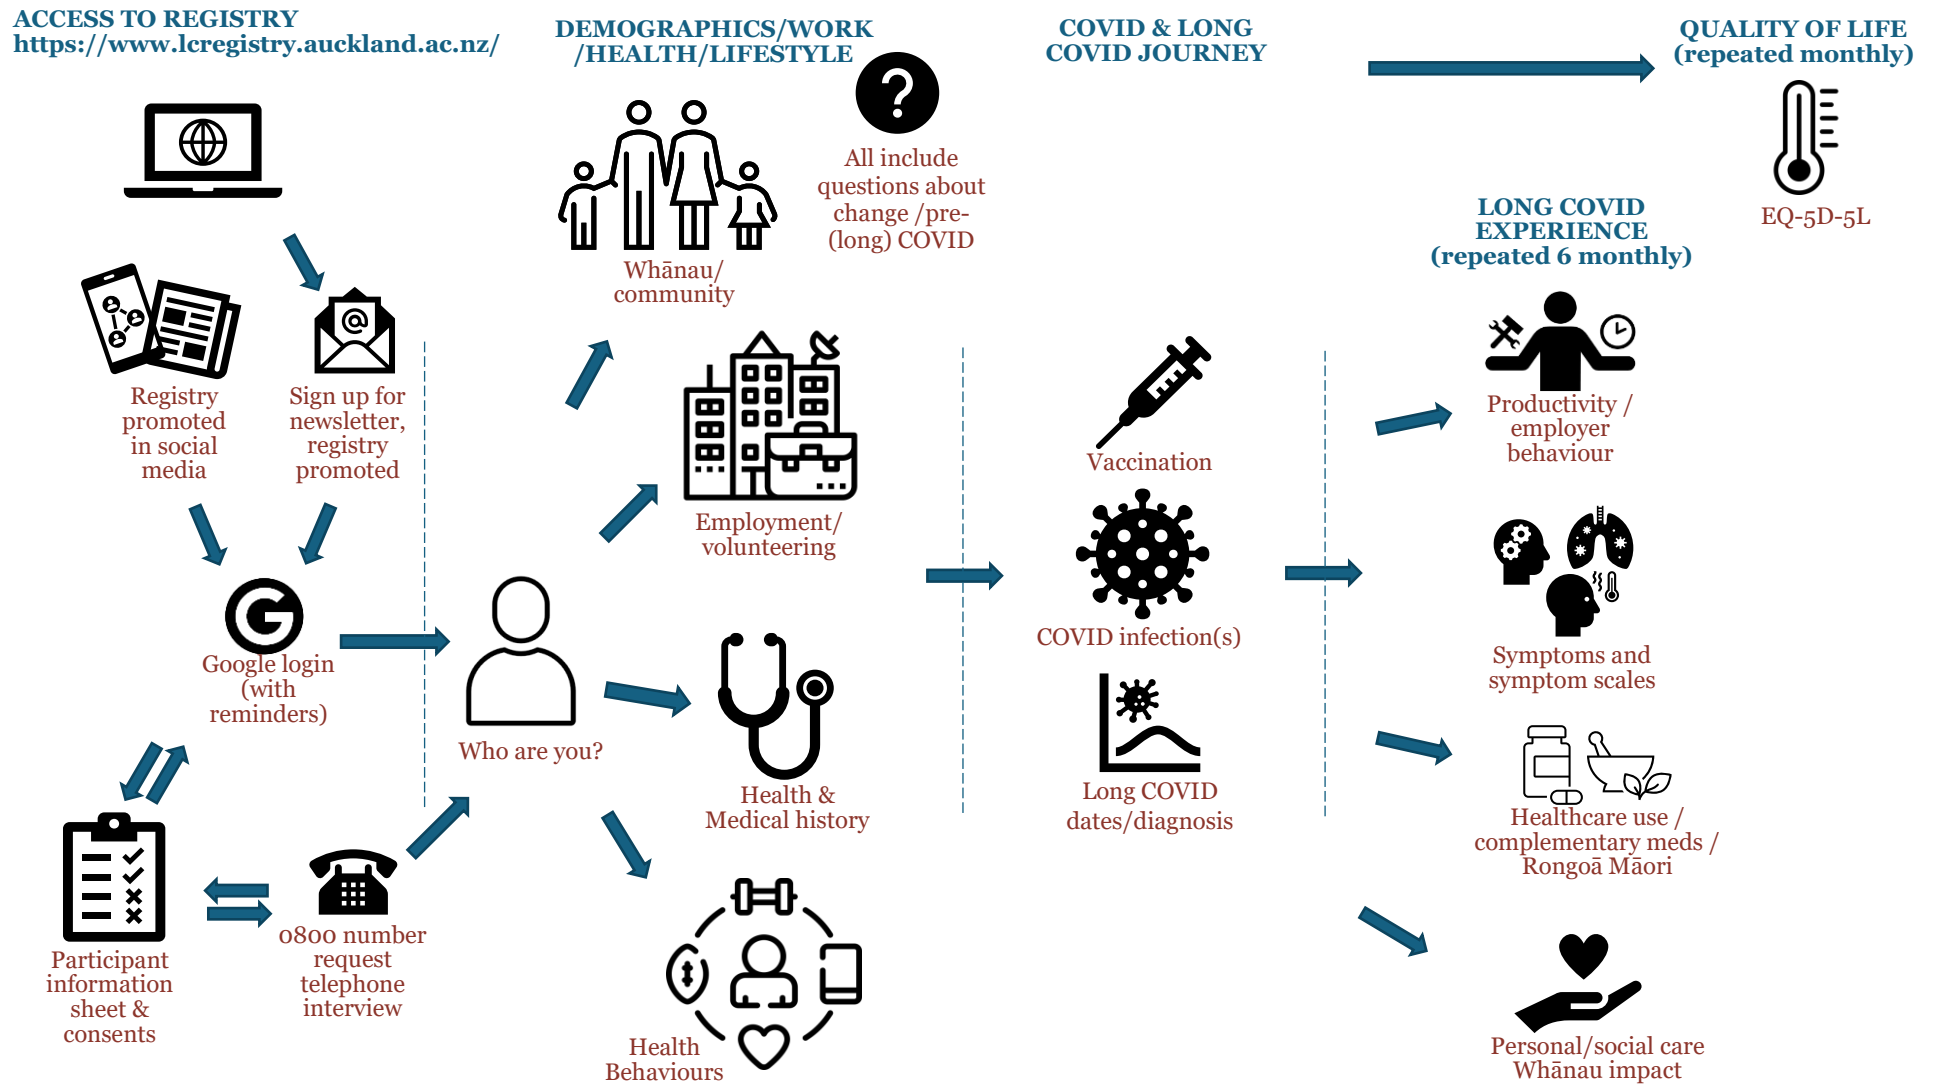 ACCESS TO REGISTRY
https://www.lcregistry.auckland.ac.nz/
Registry
promoted
in social
media
Sign up for
newsletter,
registry
promoted
Google login
(with
reminders)
Participant
information
sheet &
consents
0800 number
request
telephone
interview
DEMOGRAPHICS/WORK
/HEALTH/LIFESTYLE
All include
questions about
change /pre-
(long) COVID
Whānau/
community
Employment/
volunteering
Who are you?
Health &
Medical history
Health
Behaviours
COVID & LONG
COVID JOURNEY
Vaccination
COVID infection(s)
Long COVID
dates/diagnosis
LONG COVID
EXPERIENCE
(repeated 6 monthly)
Productivity /
employer
behaviour
Symptoms and
symptom scales
Healthcare use /
complementary meds /
Rongoā Māori
Personal/social care
Whānau impact
QUALITY OF LIFE
(repeated monthly)
EQ-5D-5L